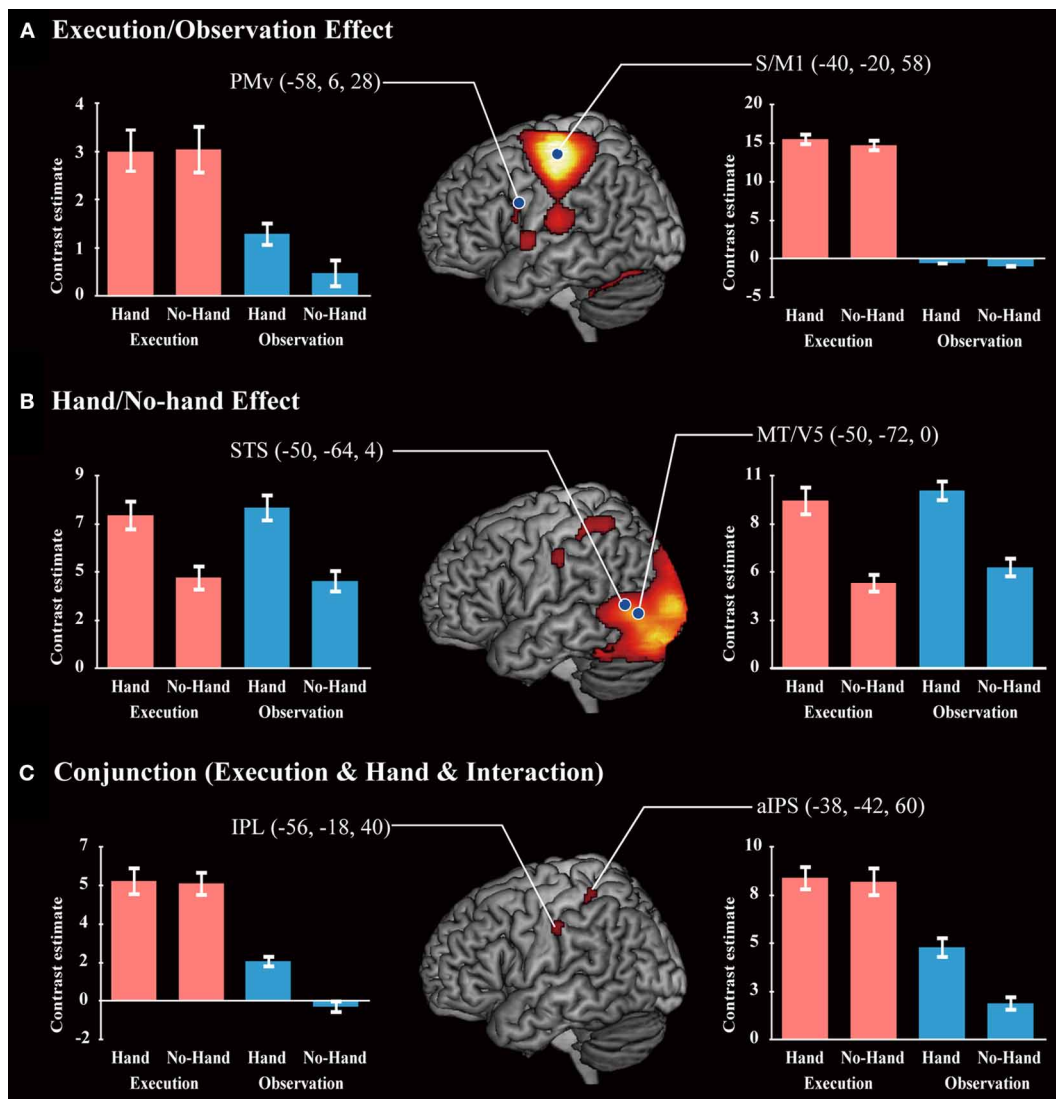 A Execution/Observation Effect
PMv (-58, 6, 28)
S/M1 (-40, -20, 58)
Contrast estimate
4
3
2
1
0
Hand No-Hand Hand No-Hand
Execution Observation
Contrast estimate
20
15
10
5
0
-5
Hand No-Hand Hand No-Hand
Execution Observation
B Hand/No-hand Effect
STS (-50, -64, 4)
MT/V5 (-50, -72, 0)
Contrast estimate
9
7
5
2
0
Hand No-Hand Hand No-Hand
Execution Observation
Contrast estimate
11
8
6
3
0
Hand No-Hand Hand No-Hand
Execution Observation
C Conjunction (Execution & Hand & Interaction)
IPL (-56, -18, 40)
aIPS (-38, -42, 60)
Contrast estimate
7
5
4
2
0
-2
Hand No-Hand Hand No-Hand
Execution Observation
Contrast estimate
10
8
5
3
0
Hand No-Hand Hand No-Hand
Execution Observation